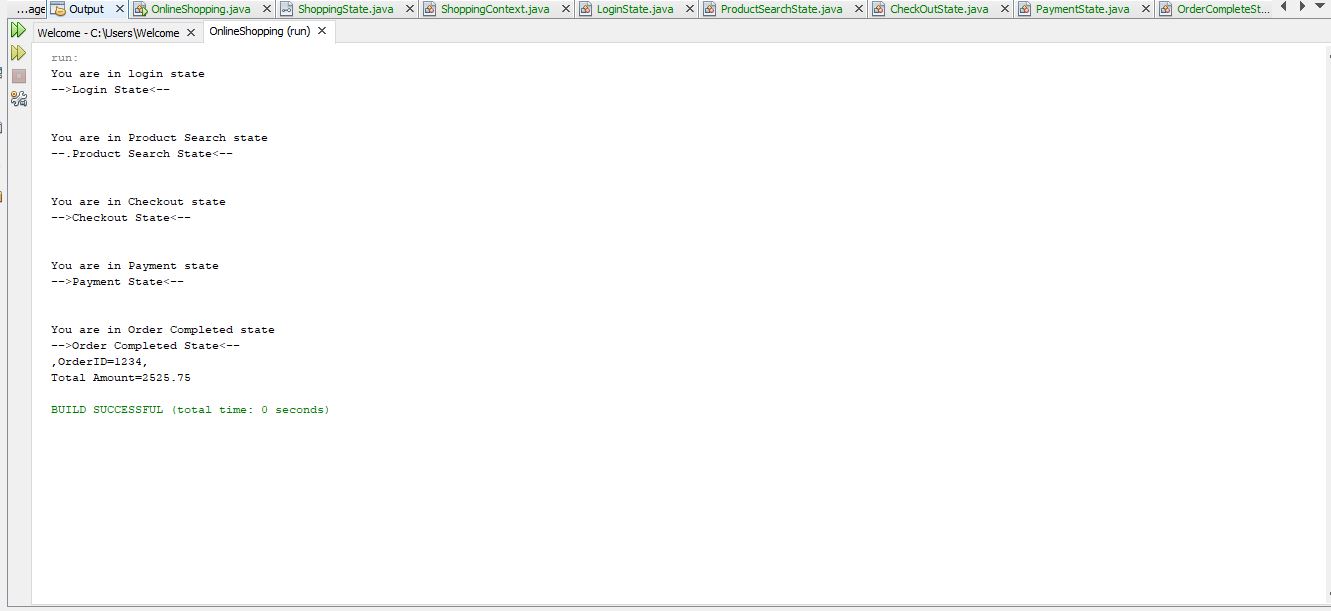 ...age Output OnlineShopping.java ShoppingState.java ShoppingContext.java LoginState.java ProductSearchState.java CheckOutState.java PaymentState.java OrderCompleteSt...
Welcome - C:\Users\Welcome OnlineShopping (run)
run:
You are in login state
-->Login State<--
You are in Product Search state
--.Product Search State<--
You are in Checkout state
-->Checkout State<--
You are in Payment state
-->Payment State<--
You are in Order Completed state
-->Order Completed State<--
,OrderID=1234,
Total Amount=2525.75
BUILD SUCCESSFUL (total time: 0 seconds)